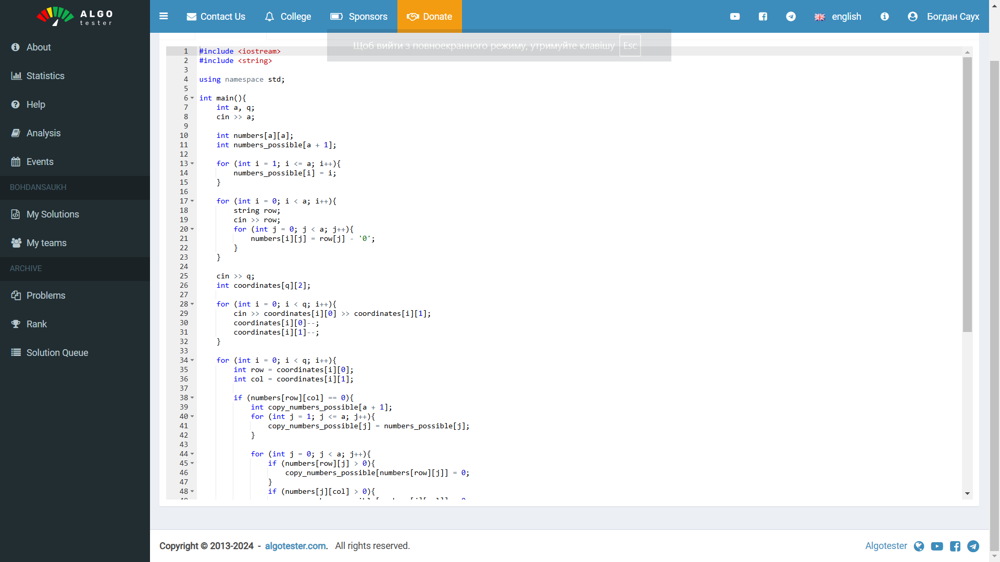 ALGO
tester
Contact Us
College
Sponsors
Donate
english
Богдан Саух
About
Statistics
Help
Analysis
Events
BOHDANSAUKH
My Solutions
My teams
ARCHIVE
Problems
Rank
Solution Queue
Щоб вийти з повноекранного режиму, утримуйте клавішу Esc
1 #include <iostream>
2 #include <string>
3
4 using namespace std;
5
6 int main(){
7     int a, q;
8     cin >> a;
9
10     int numbers[a][a];
11     int numbers_possible[a + 1];
12
13     for (int i = 1; i <= a; i++){
14         numbers_possible[i] = i;
15     }
16
17     for (int i = 0; i < a; i++){
18         string row;
19         cin >> row;
20         for (int j = 0; j < a; j++){
21             numbers[i][j] = row[j] - '0';
22         }
23     }
24
25     cin >> q;
26     int coordinates[q][2];
27
28     for (int i = 0; i < q; i++){
29         cin >> coordinates[i][0] >> coordinates[i][1];
30         coordinates[i][0]--;
31         coordinates[i][1]--;
32     }
33
34     for (int i = 0; i < q; i++){
35         int row = coordinates[i][0];
36         int col = coordinates[i][1];
37
38         if (numbers[row][col] == 0){
39             int copy_numbers_possible[a + 1];
40             for (int j = 1; j <= a; j++){
41                 copy_numbers_possible[j] = numbers_possible[j];
42             }
43
44             for (int j = 0; j < a; j++){
45                 if (numbers[row][j] > 0){
46                     copy_numbers_possible[numbers[row][j]] = 0;
47                 }
48                 if (numbers[j][col] > 0){
Copyright © 2013-2024 - algotester.com. All rights reserved.
Algotester